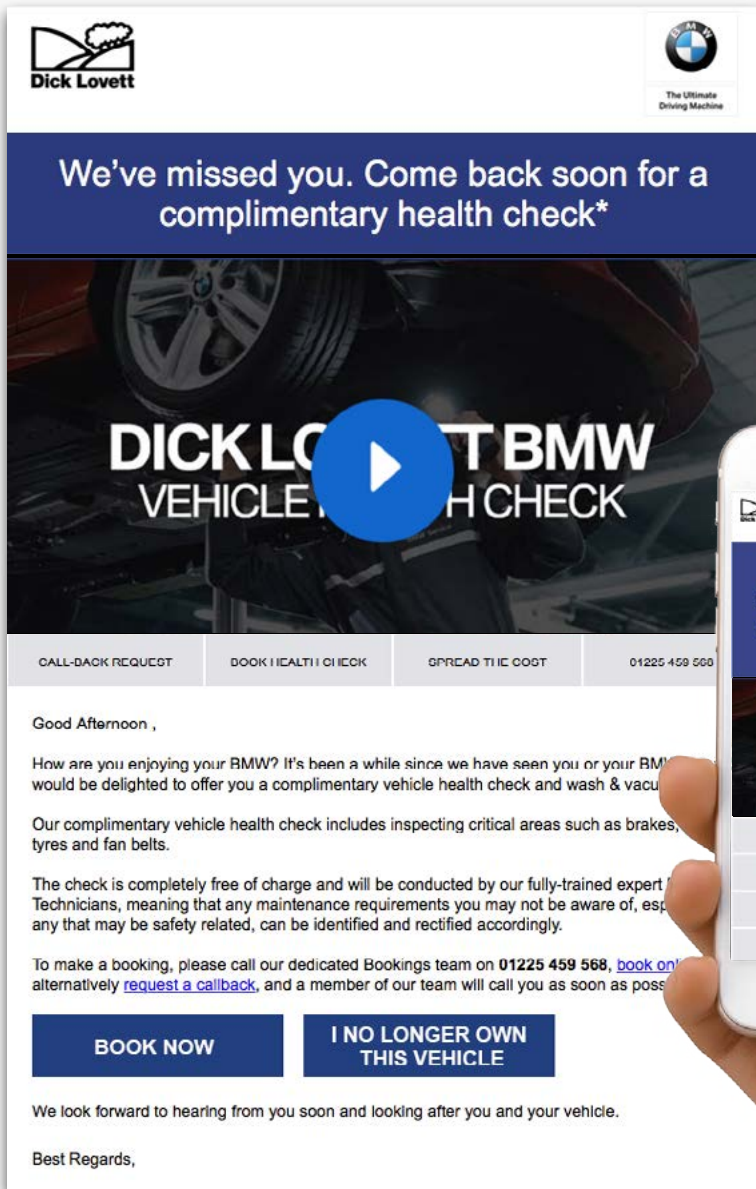 Dick Lovett
The Ultimate
Driving Machine
We've missed you. Come back soon for a
complimentary health check*
DICK LO TT BMW
VEHICLE H CHECK
CALL-BACK REQUEST
BOOK HEALTH CHECK
SPREAD THE COST
01225 459 568
Good Afternoon ,
How are you enjoying your BMW? It's been a while since we have seen you or your BMW
would be delighted to offer you a complimentary vehicle health check and wash & vacu
Our complimentary vehicle health check includes inspecting critical areas such as brakes,
tyres and fan belts.
The check is completely free of charge and will be conducted by our fully-trained expert
Technicians, meaning that any maintenance requirements you may not be aware of, esp
any that may be safety related, can be identified and rectified accordingly.
To make a booking, please call our dedicated Bookings team on 01225 459 568, book onl
alternatively request a callback, and a member of our team will call you as soon as poss
BOOK NOW
I NO LONGER OWN
THIS VEHICLE
We look forward to hearing from you soon and looking after you and your vehicle.
Best Regards,